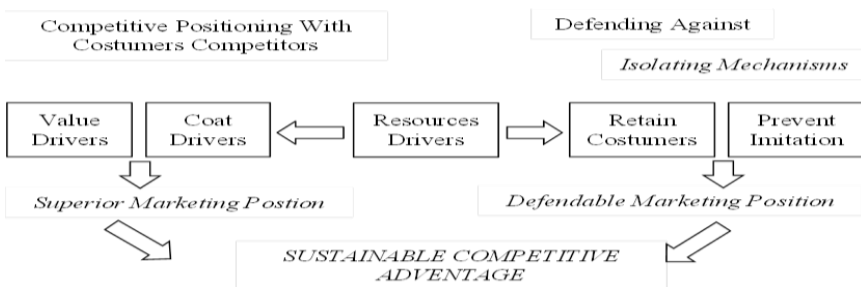 Competitive Positioning With
Costumers Competitors
Defending Against
Isolating Mechanisms
Value
Drivers
Coat
Drivers
Resources
Drivers
Retain
Costumers
Prevent
Imitation
Superior Marketing Postion
Defendable Marketing Position
SUSTAINABLE COMPETITIVE
ADVENTAGE